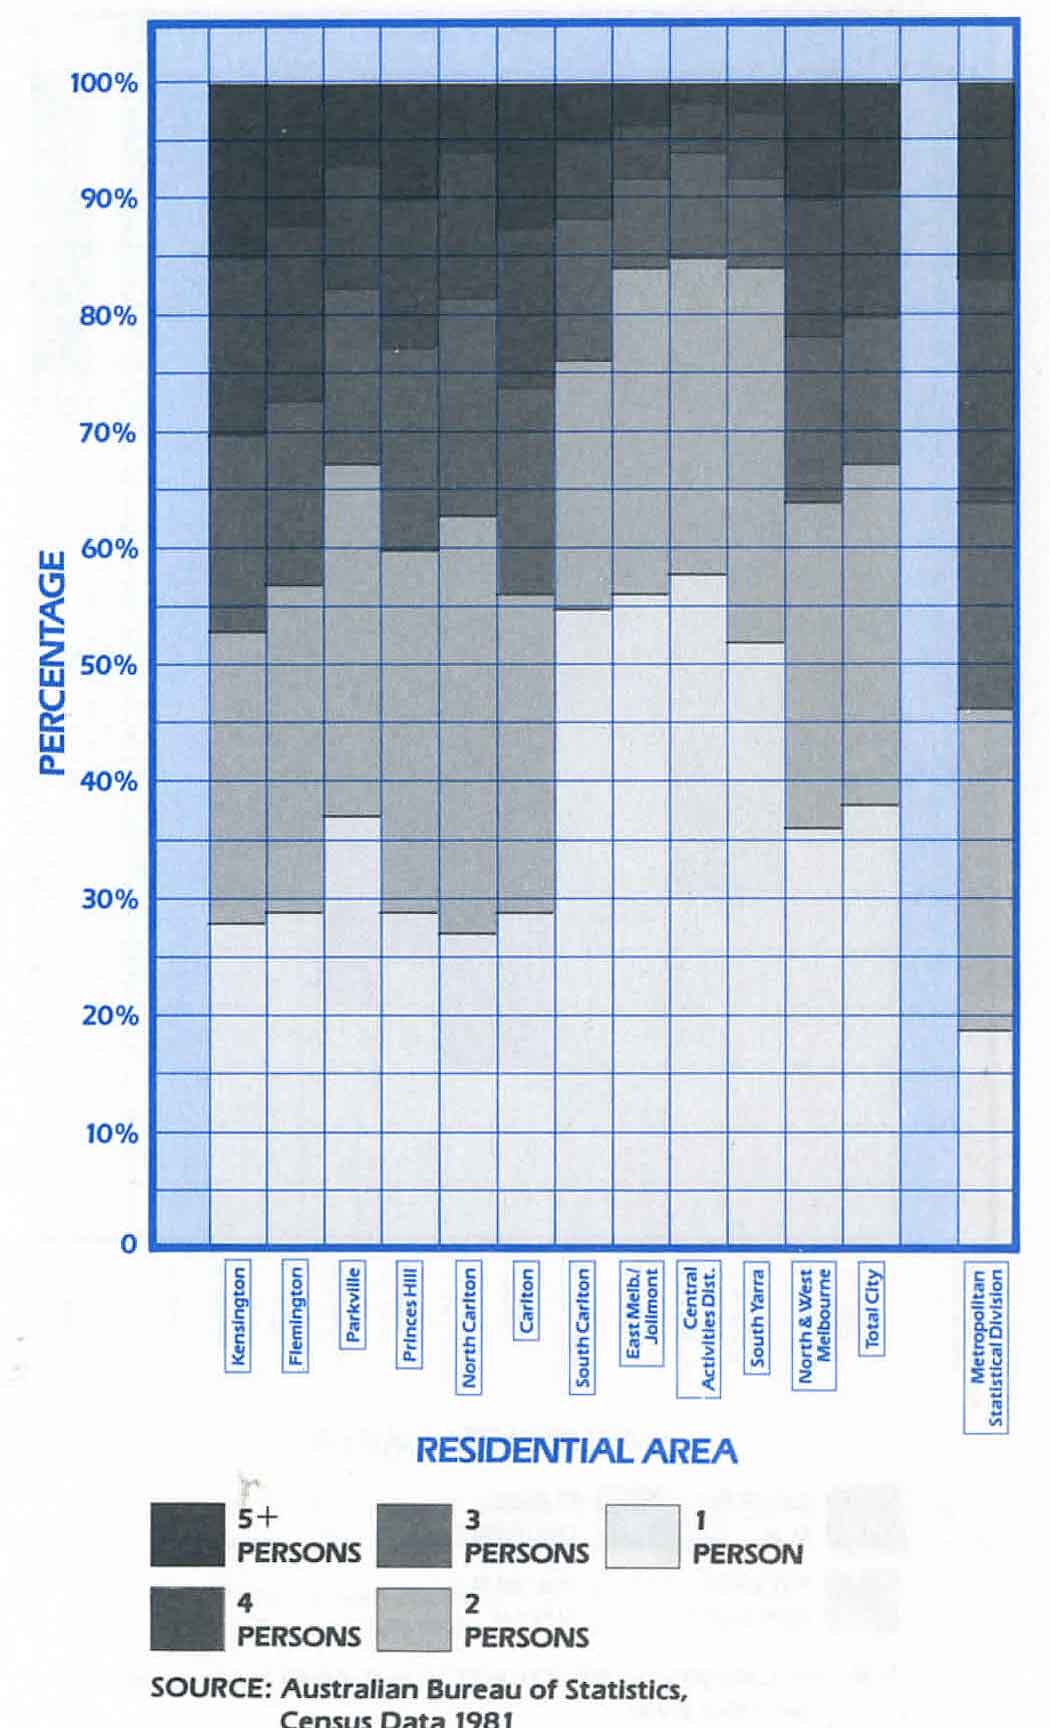 100%
90%
80%
70%
60%
50%
40%
30%
20%
10%
0
PERCENTAGE
Kensington
Flemington
Parkville
Princes Hill
North Carlton
Carlton
South Carlton
East Melb./
Jolimont
Central
Activities Dist.
South Yarra
North & West
Melbourne
Total City
Metropolitan
Statistical Division
RESIDENTIAL AREA
5+
PERSONS
3
PERSONS
1
PERSON
4
PERSONS
2
PERSONS
SOURCE: Australian Bureau of Statistics,
Census Data 1981